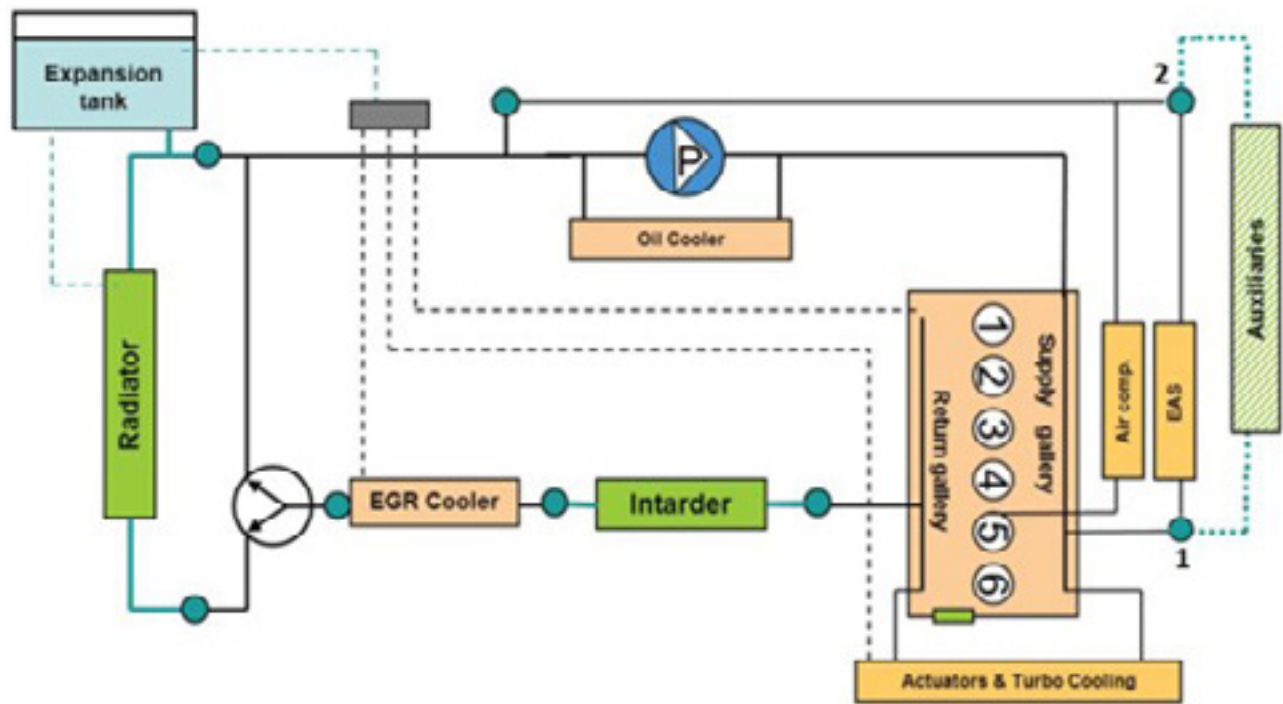 Expansion
tank
2
P
Oil Cooler
Auxiliaries
Radiator
1
2
3
4
5
6
Supply gallery
Return gallery
Air comp.
EAS
EGR Cooler
Intarder
1
Actuators & Turbo Cooling